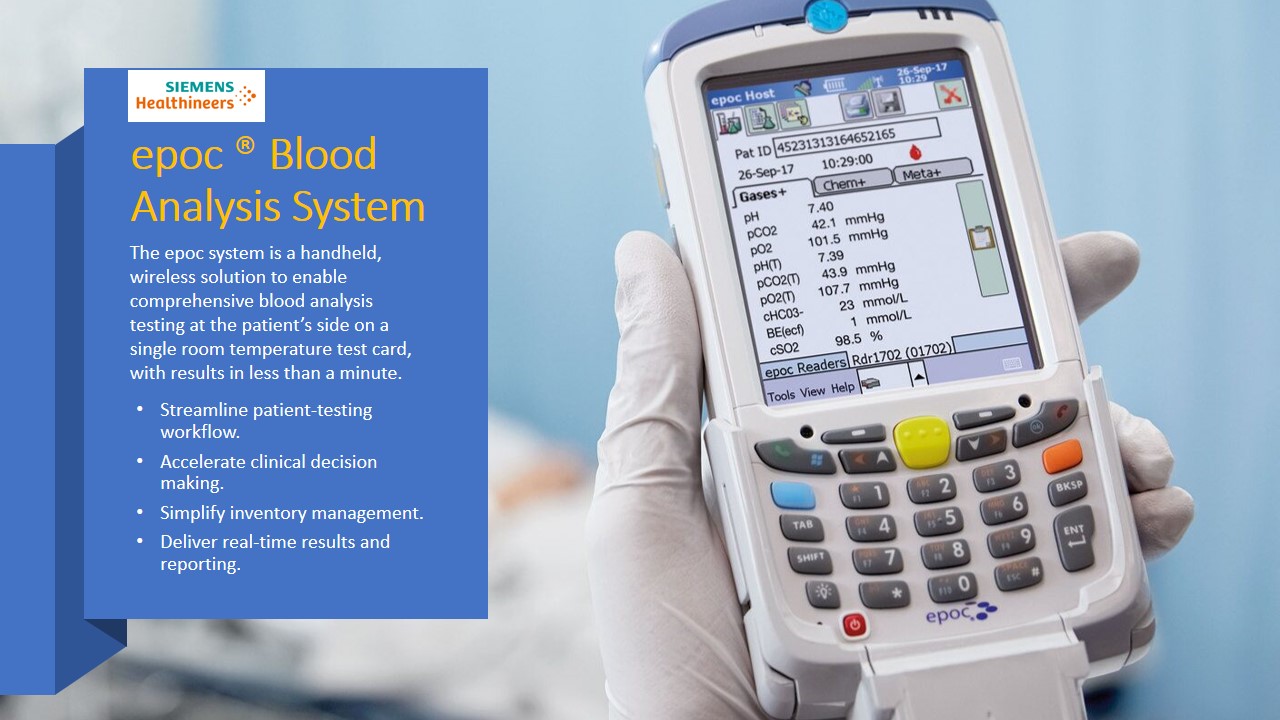 SIEMENS
Healthineers
epoc ® Blood
Analysis System
The epoc system is a handheld,
wireless solution to enable
comprehensive blood analysis
testing at the patient’s side on a
single room temperature test card,
with results in less than a minute.
• Streamline patient-testing
workflow.
• Accelerate clinical decision
making.
• Simplify inventory management.
• Deliver real-time results and
reporting.
epoc Host
26-Sep-17
10:29
Pat ID 45231313164652165
26-Sep-17 10:29:00
Gases+ Chem+ Meta+
pH 7.40
pCO2 42.1 mmHg
pO2 101.5 mmHg
pH(T) 7.39
pCO2(T) 43.9 mmHg
pO2(T) 107.7 mmHg
cHCO3- 23 mmol/L
BE(ecf) 1 mmol/L
cSO2 98.5 %
epoc Readers Rdr1702 (01702)
Tools View Help
ok
1 2 3
F1 F2
BKSP
TAB 4 5 6
SHIFT 7 8 9
ENT
* 0 #
SPACE
ESC
F10
epoc